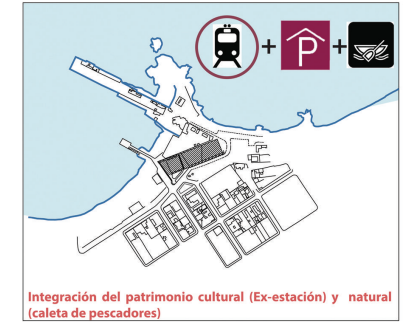 + P +
Integración del patrimonio cultural (Ex-estación) y natural
(caleta de pescadores)